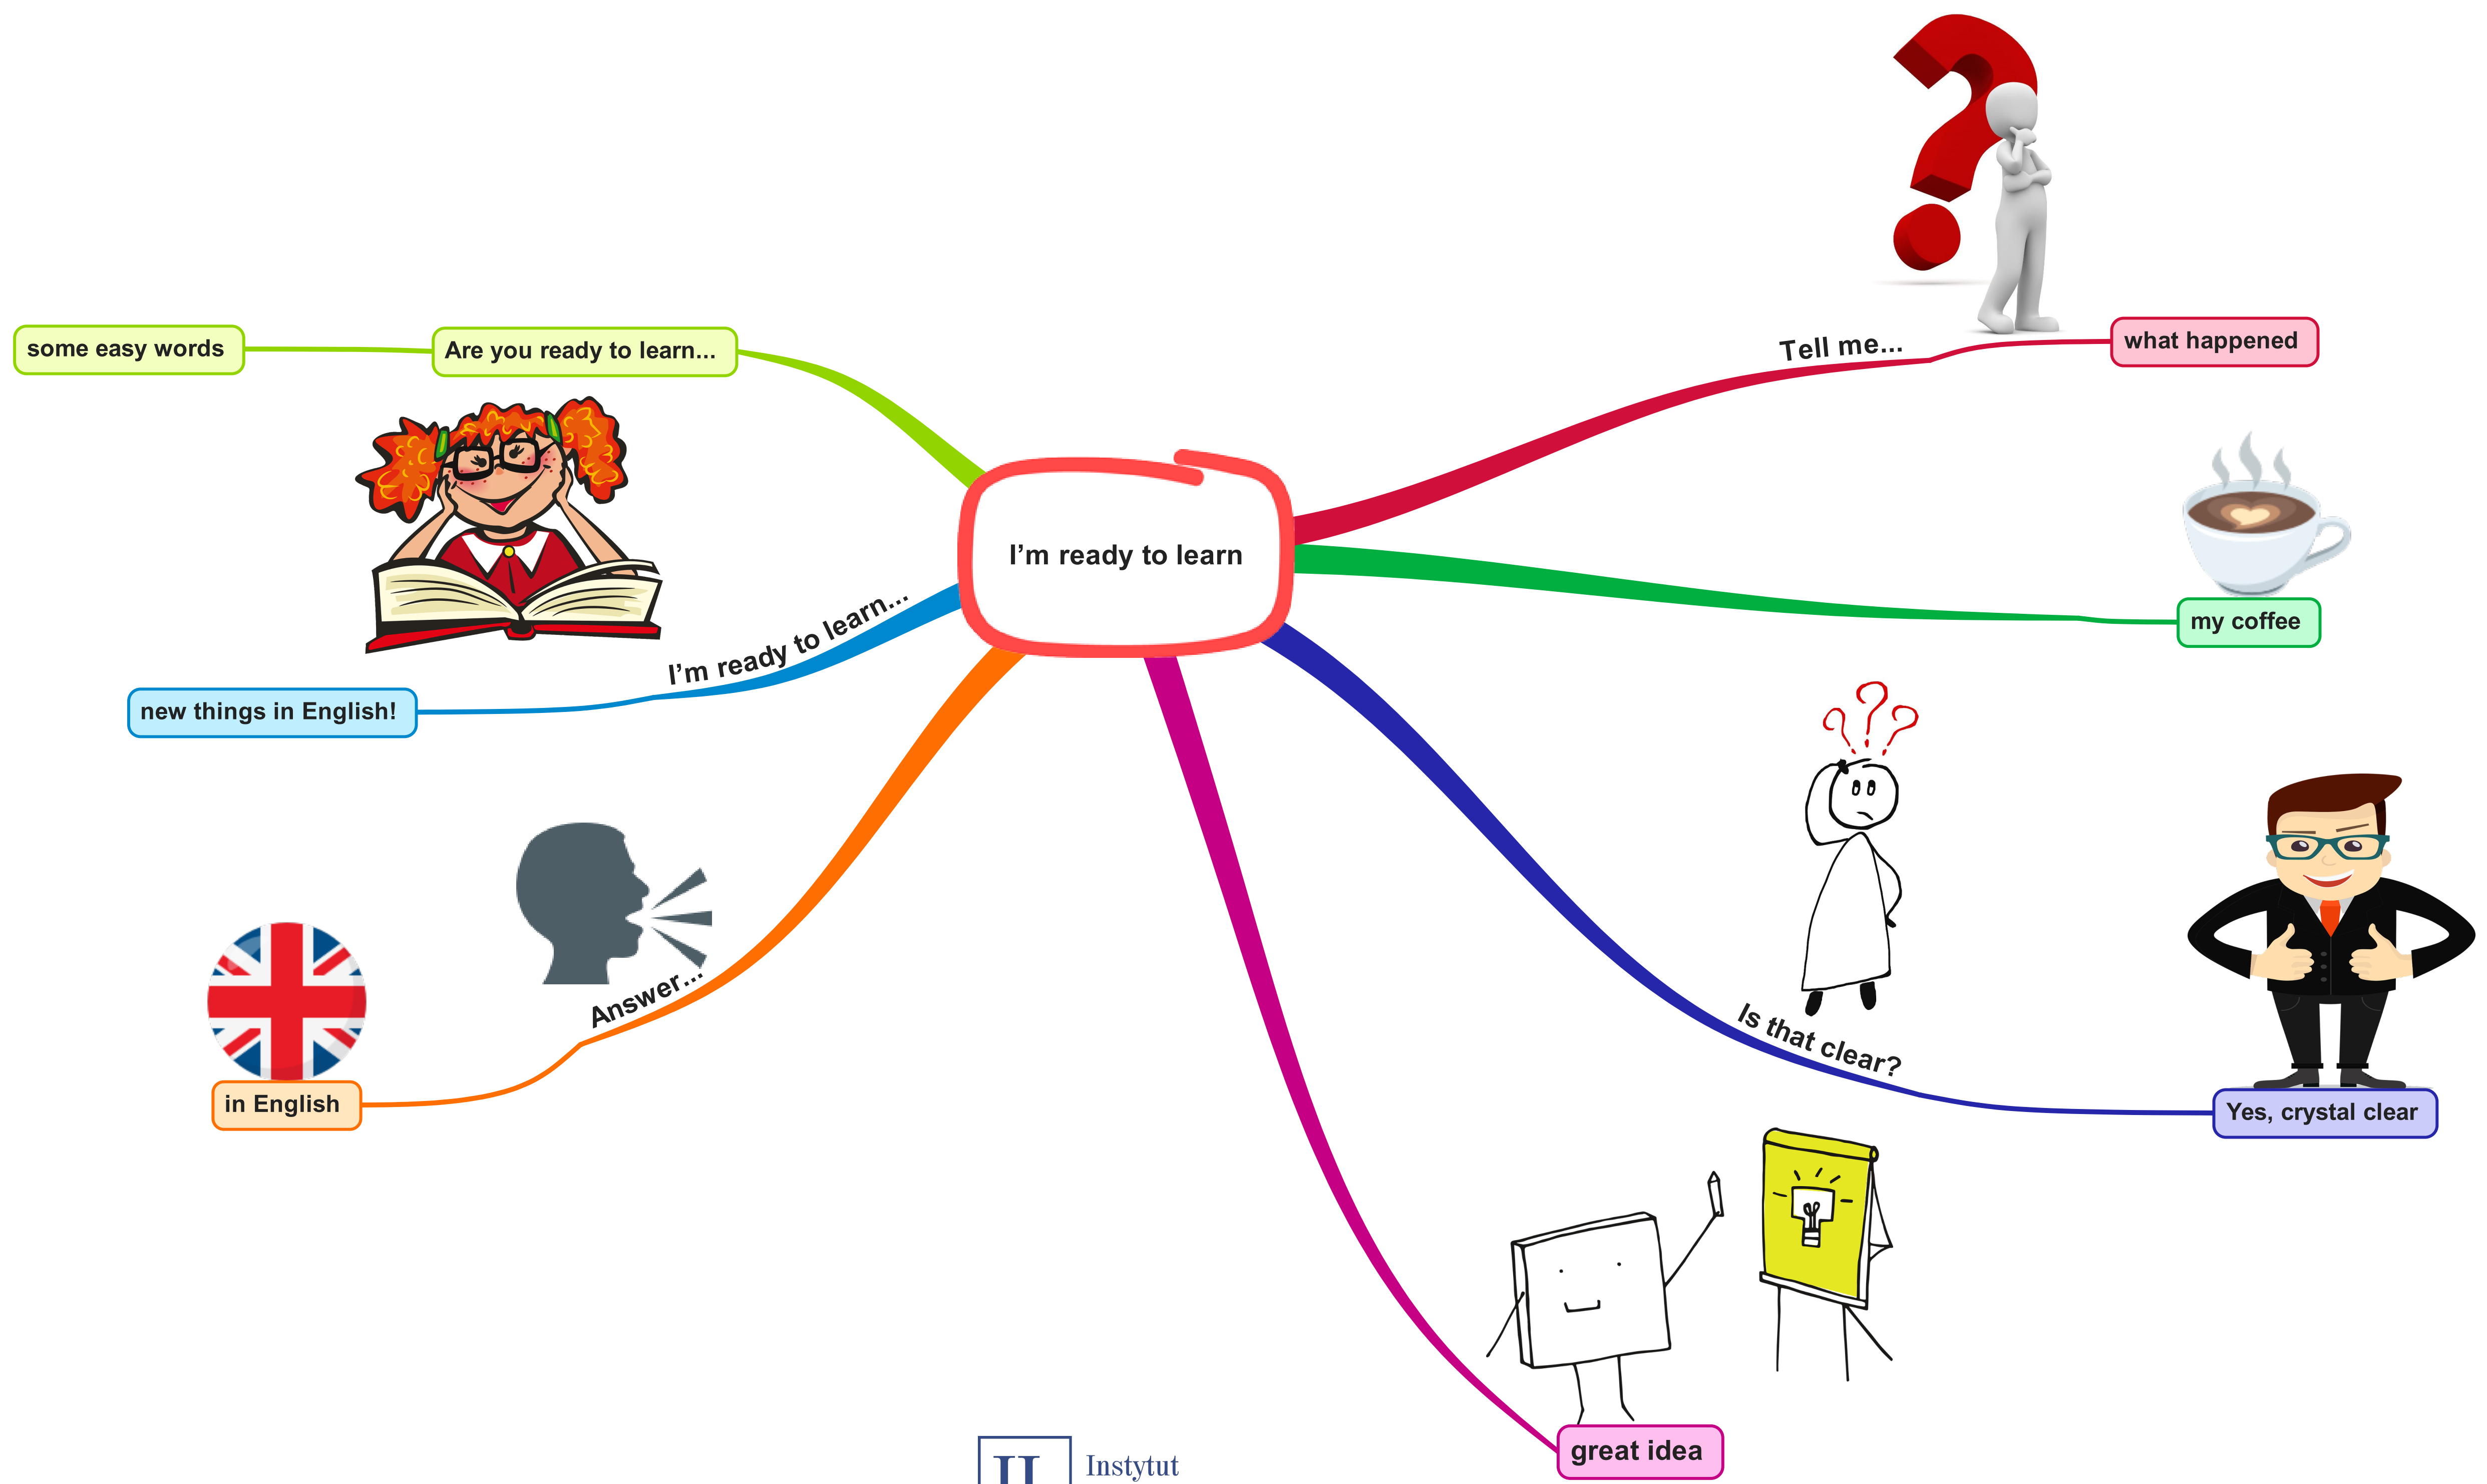 I'm ready to learn
Tell me...
what happened
my coffee
Is that clear?
Yes, crystal clear
great idea
Answer...
in English
I'm ready to learn...
new things in English!
Are you ready to learn...
some easy words
Instytut